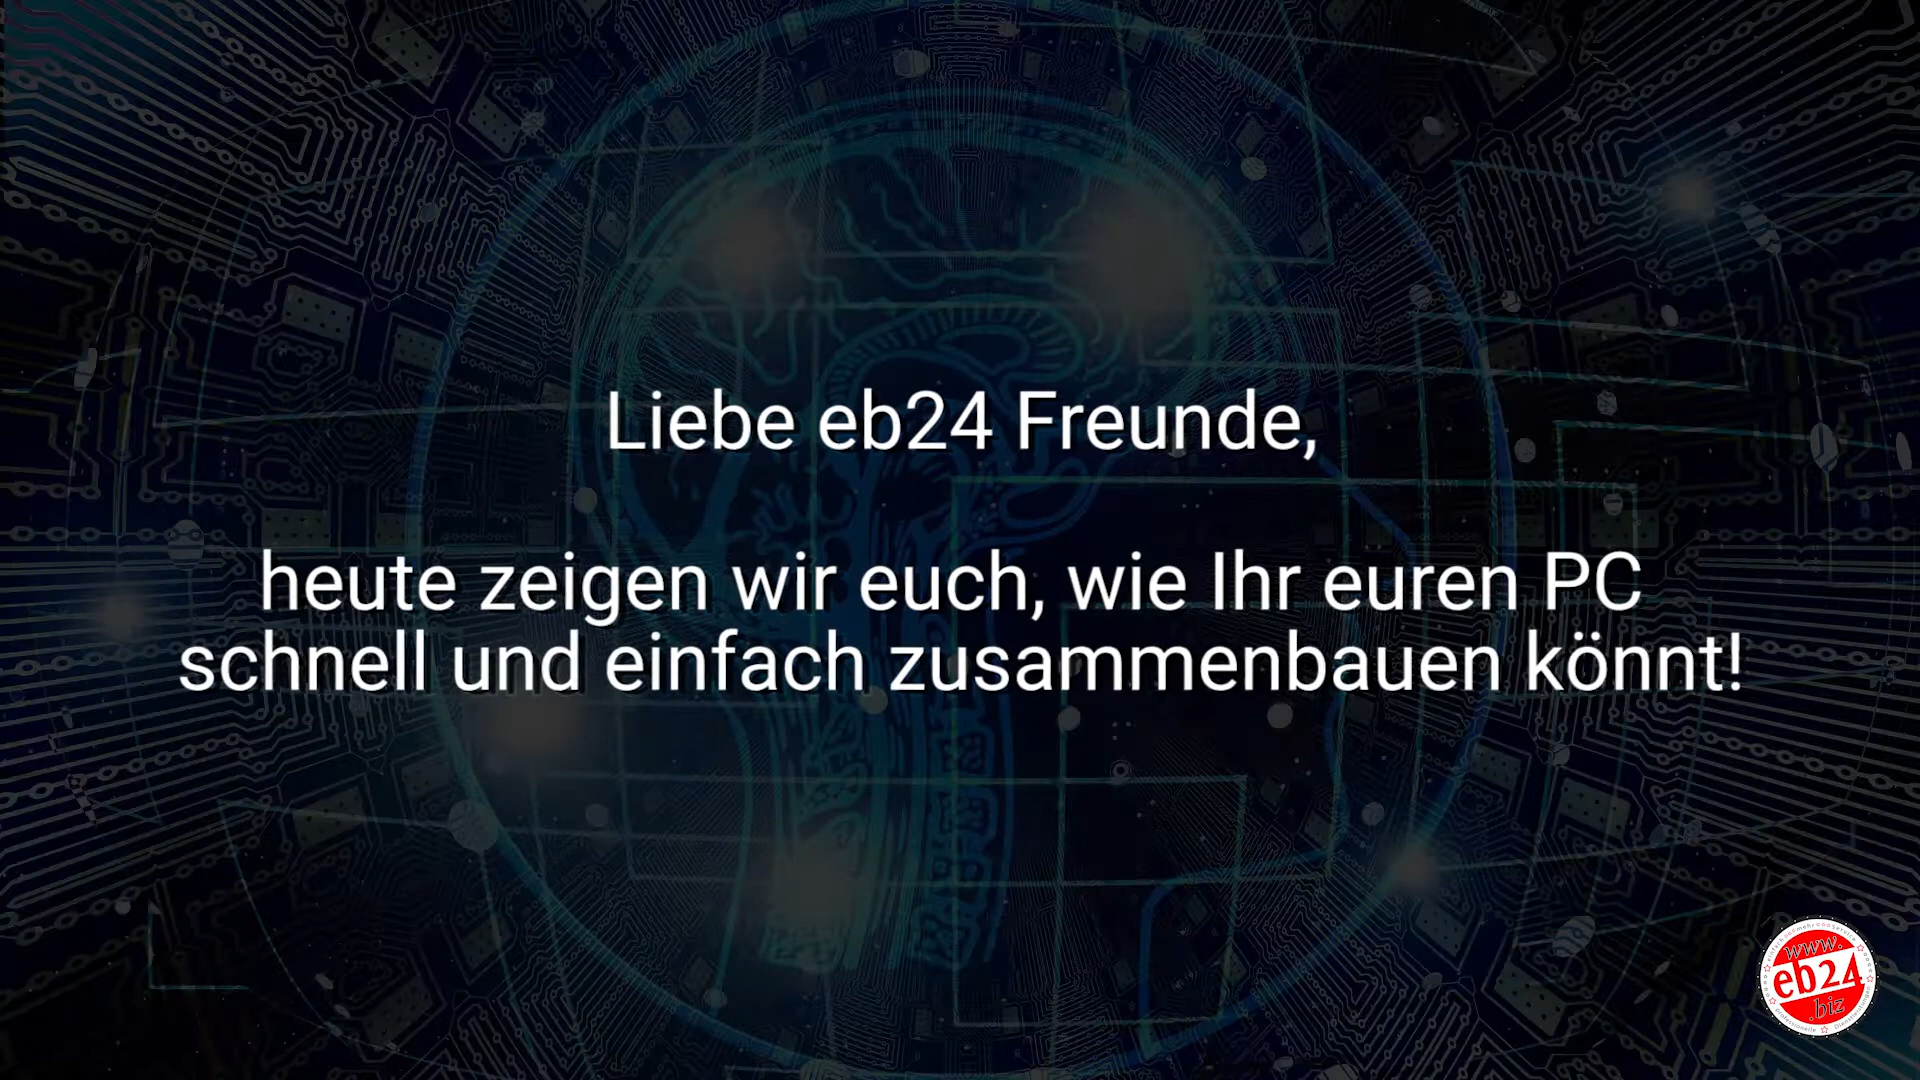 Liebe eb24 Freunde,
heute zeigen wir euch, wie Ihr euren PC
schnell und einfach zusammenbauen könnt!
www.
eb24
.biz